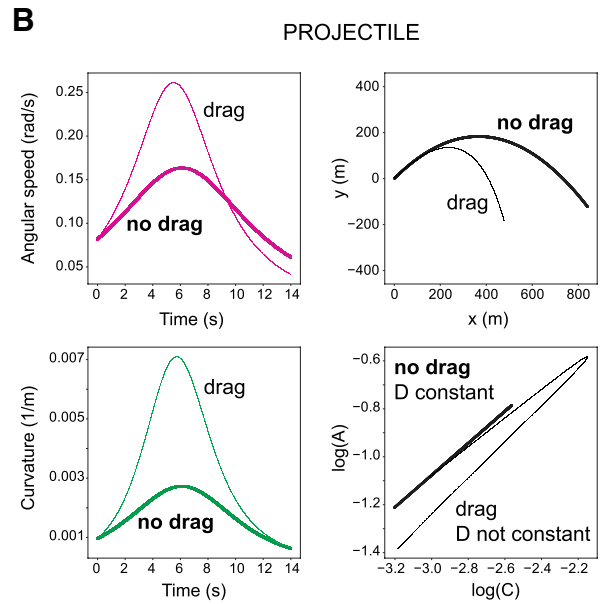 B
PROJECTILE
Angular speed (rad/s)
0.25
0.20
0.15
0.10
0.05
drag
no drag
0 2 4 6 8 10 12 14
Time (s)
y (m)
400
200
0
−200
−400
no drag
drag
0 200 400 600 800
x (m)
Curvature (1/m)
0.007
0.005
0.003
0.001
drag
no drag
0 2 4 6 8 10 12 14
Time (s)
log(A)
−0.6
−0.8
−1.0
−1.2
−1.4
no drag
D constant
drag
D not constant
−3.2 −3.0 −2.8 −2.6 −2.4 −2.2
log(C)